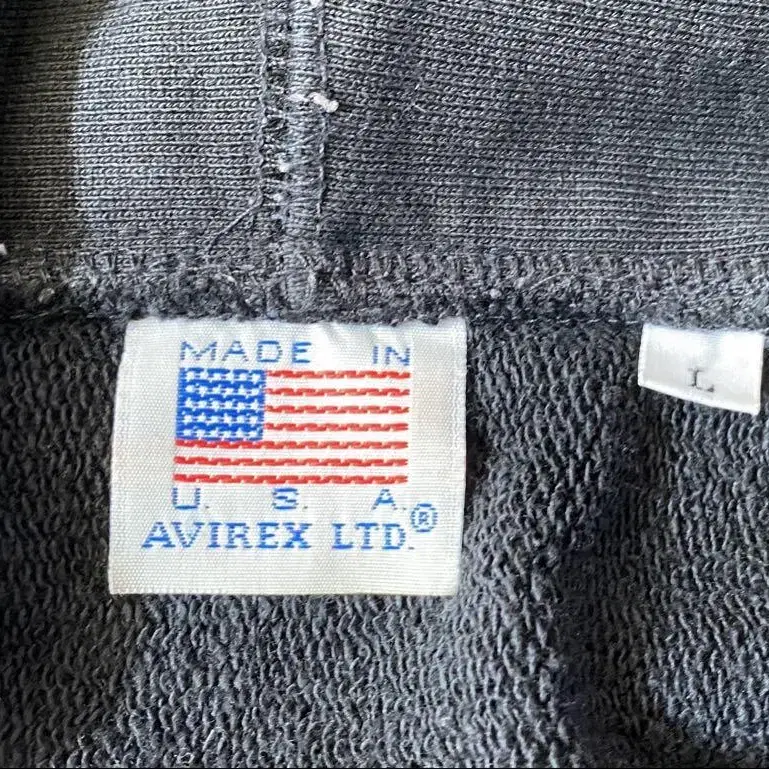 MADE IN
U. S. A.
AVIREX LTD.®
L